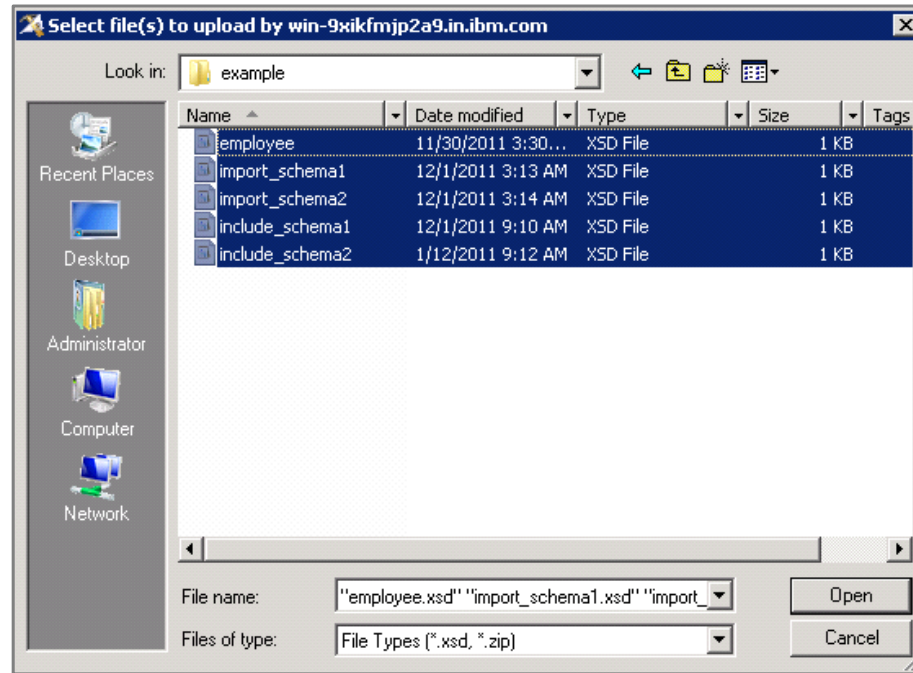 Select file(s) to upload by win-9xikfmjp2a9.in.ibm.com
Look in: example
Name Date modified Type Size Tags
employee 11/30/2011 3:30... XSD File 1 KB
import_schema1 12/1/2011 3:13 AM XSD File 1 KB
import_schema2 12/1/2011 3:14 AM XSD File 1 KB
include_schema1 12/1/2011 9:10 AM XSD File 1 KB
include_schema2 1/12/2011 9:12 AM XSD File 1 KB
Recent Places
Desktop
Administrator
Computer
Network
File name: "employee.xsd" "import_schema1.xsd" "import_ Open
Files of type: File Types (*.xsd, *.zip) Cancel